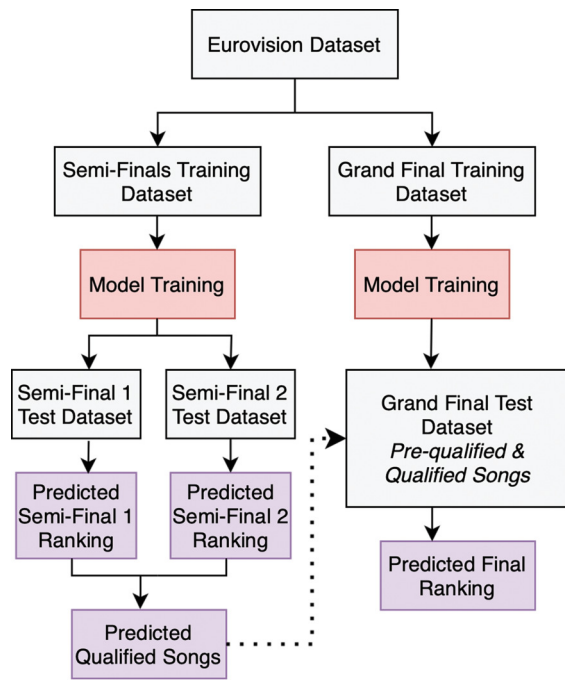 Eurovision Dataset
Semi-Finals Training
Dataset
Grand Final Training
Dataset
Model Training
Model Training
Semi-Final 1
Test Dataset
Semi-Final 2
Test Dataset
Grand Final Test
Dataset
Pre-qualified &
Qualified Songs
Predicted
Semi-Final 1
Ranking
Predicted
Semi-Final 2
Ranking
Predicted Final
Ranking
Predicted
Qualified Songs